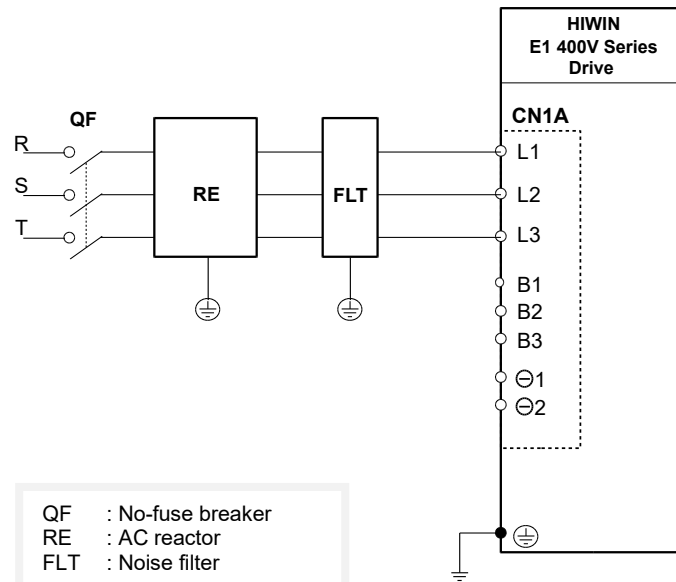 HIWIN
E1 400V Series
Drive
QF
CN1A
R
S
T
RE
FLT
L1
L2
L3
B1
B2
B3
⊖1
⊖2
QF : No-fuse breaker
RE : AC reactor
FLT : Noise filter